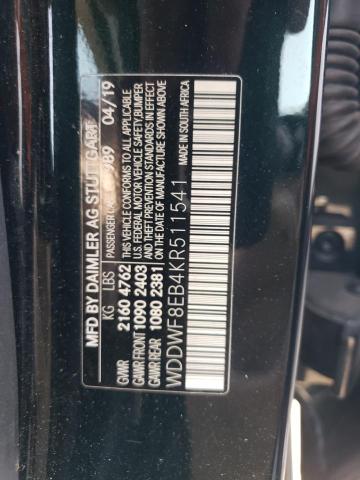 MFD BY DAIMLER AG STUTTGART
PASSENGER CAR 989 04/19
KG LBS
GVWR 2160 4762
GAWR FRONT 1090 2403
GAWR REAR 1080 2381
THIS VEHICLE CONFORMS TO ALL APPLICABLE
U.S. FEDERAL MOTOR VEHICLE SAFETY, BUMPER
AND THEFT PREVENTION STANDARDS IN EFFECT
ON THE DATE OF MANUFACTURE SHOWN ABOVE
WDDWF8EB4KR511541
MADE IN SOUTH AFRICA